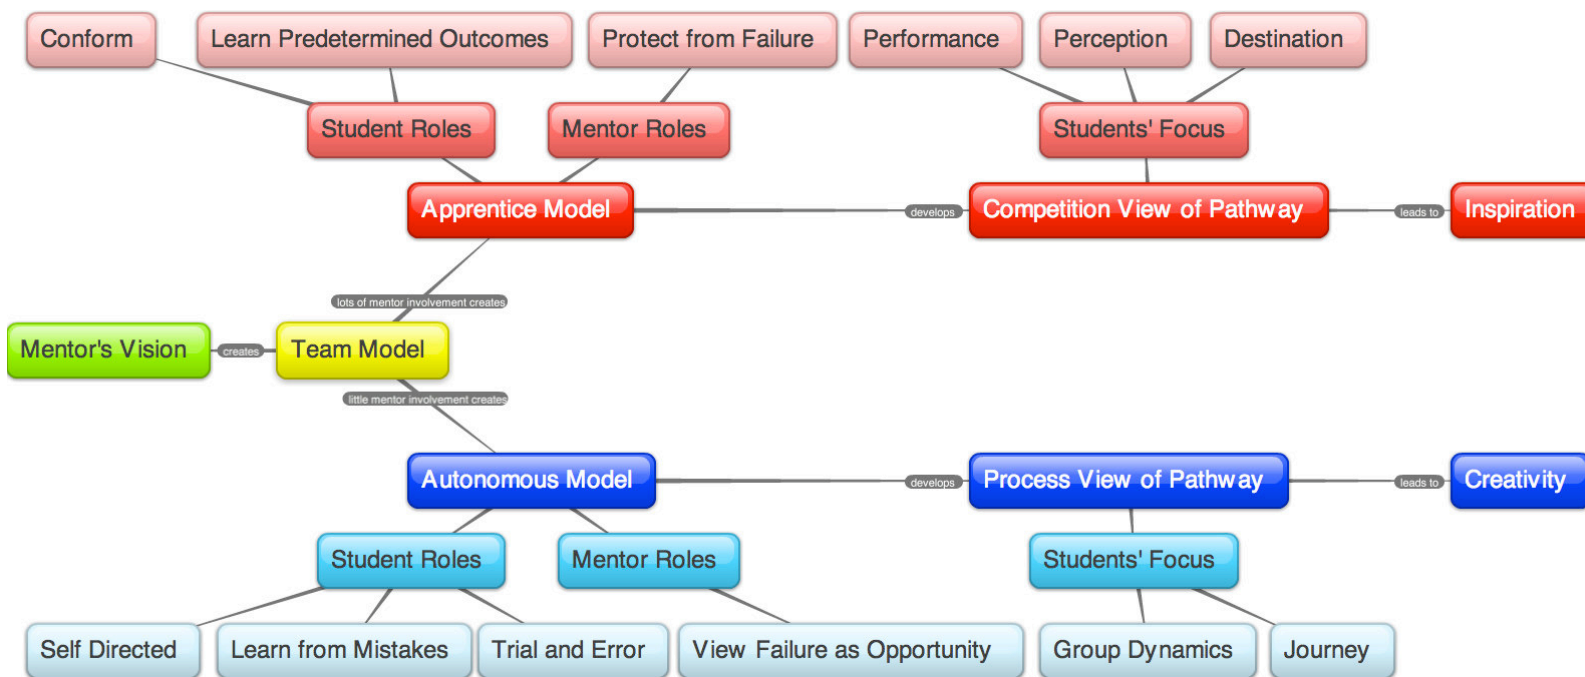 Conform
Learn Predetermined Outcomes
Protect from Failure
Performance
Perception
Destination
Student Roles
Mentor Roles
Students' Focus
Apprentice Model
develops
Competition View of Pathway
leads to
Inspiration
lots of mentor involvement creates
Mentor's Vision
creates
Team Model
little mentor involvement creates
Autonomous Model
develops
Process View of Pathway
leads to
Creativity
Student Roles
Mentor Roles
Students' Focus
Self Directed
Learn from Mistakes
Trial and Error
View Failure as Opportunity
Group Dynamics
Journey